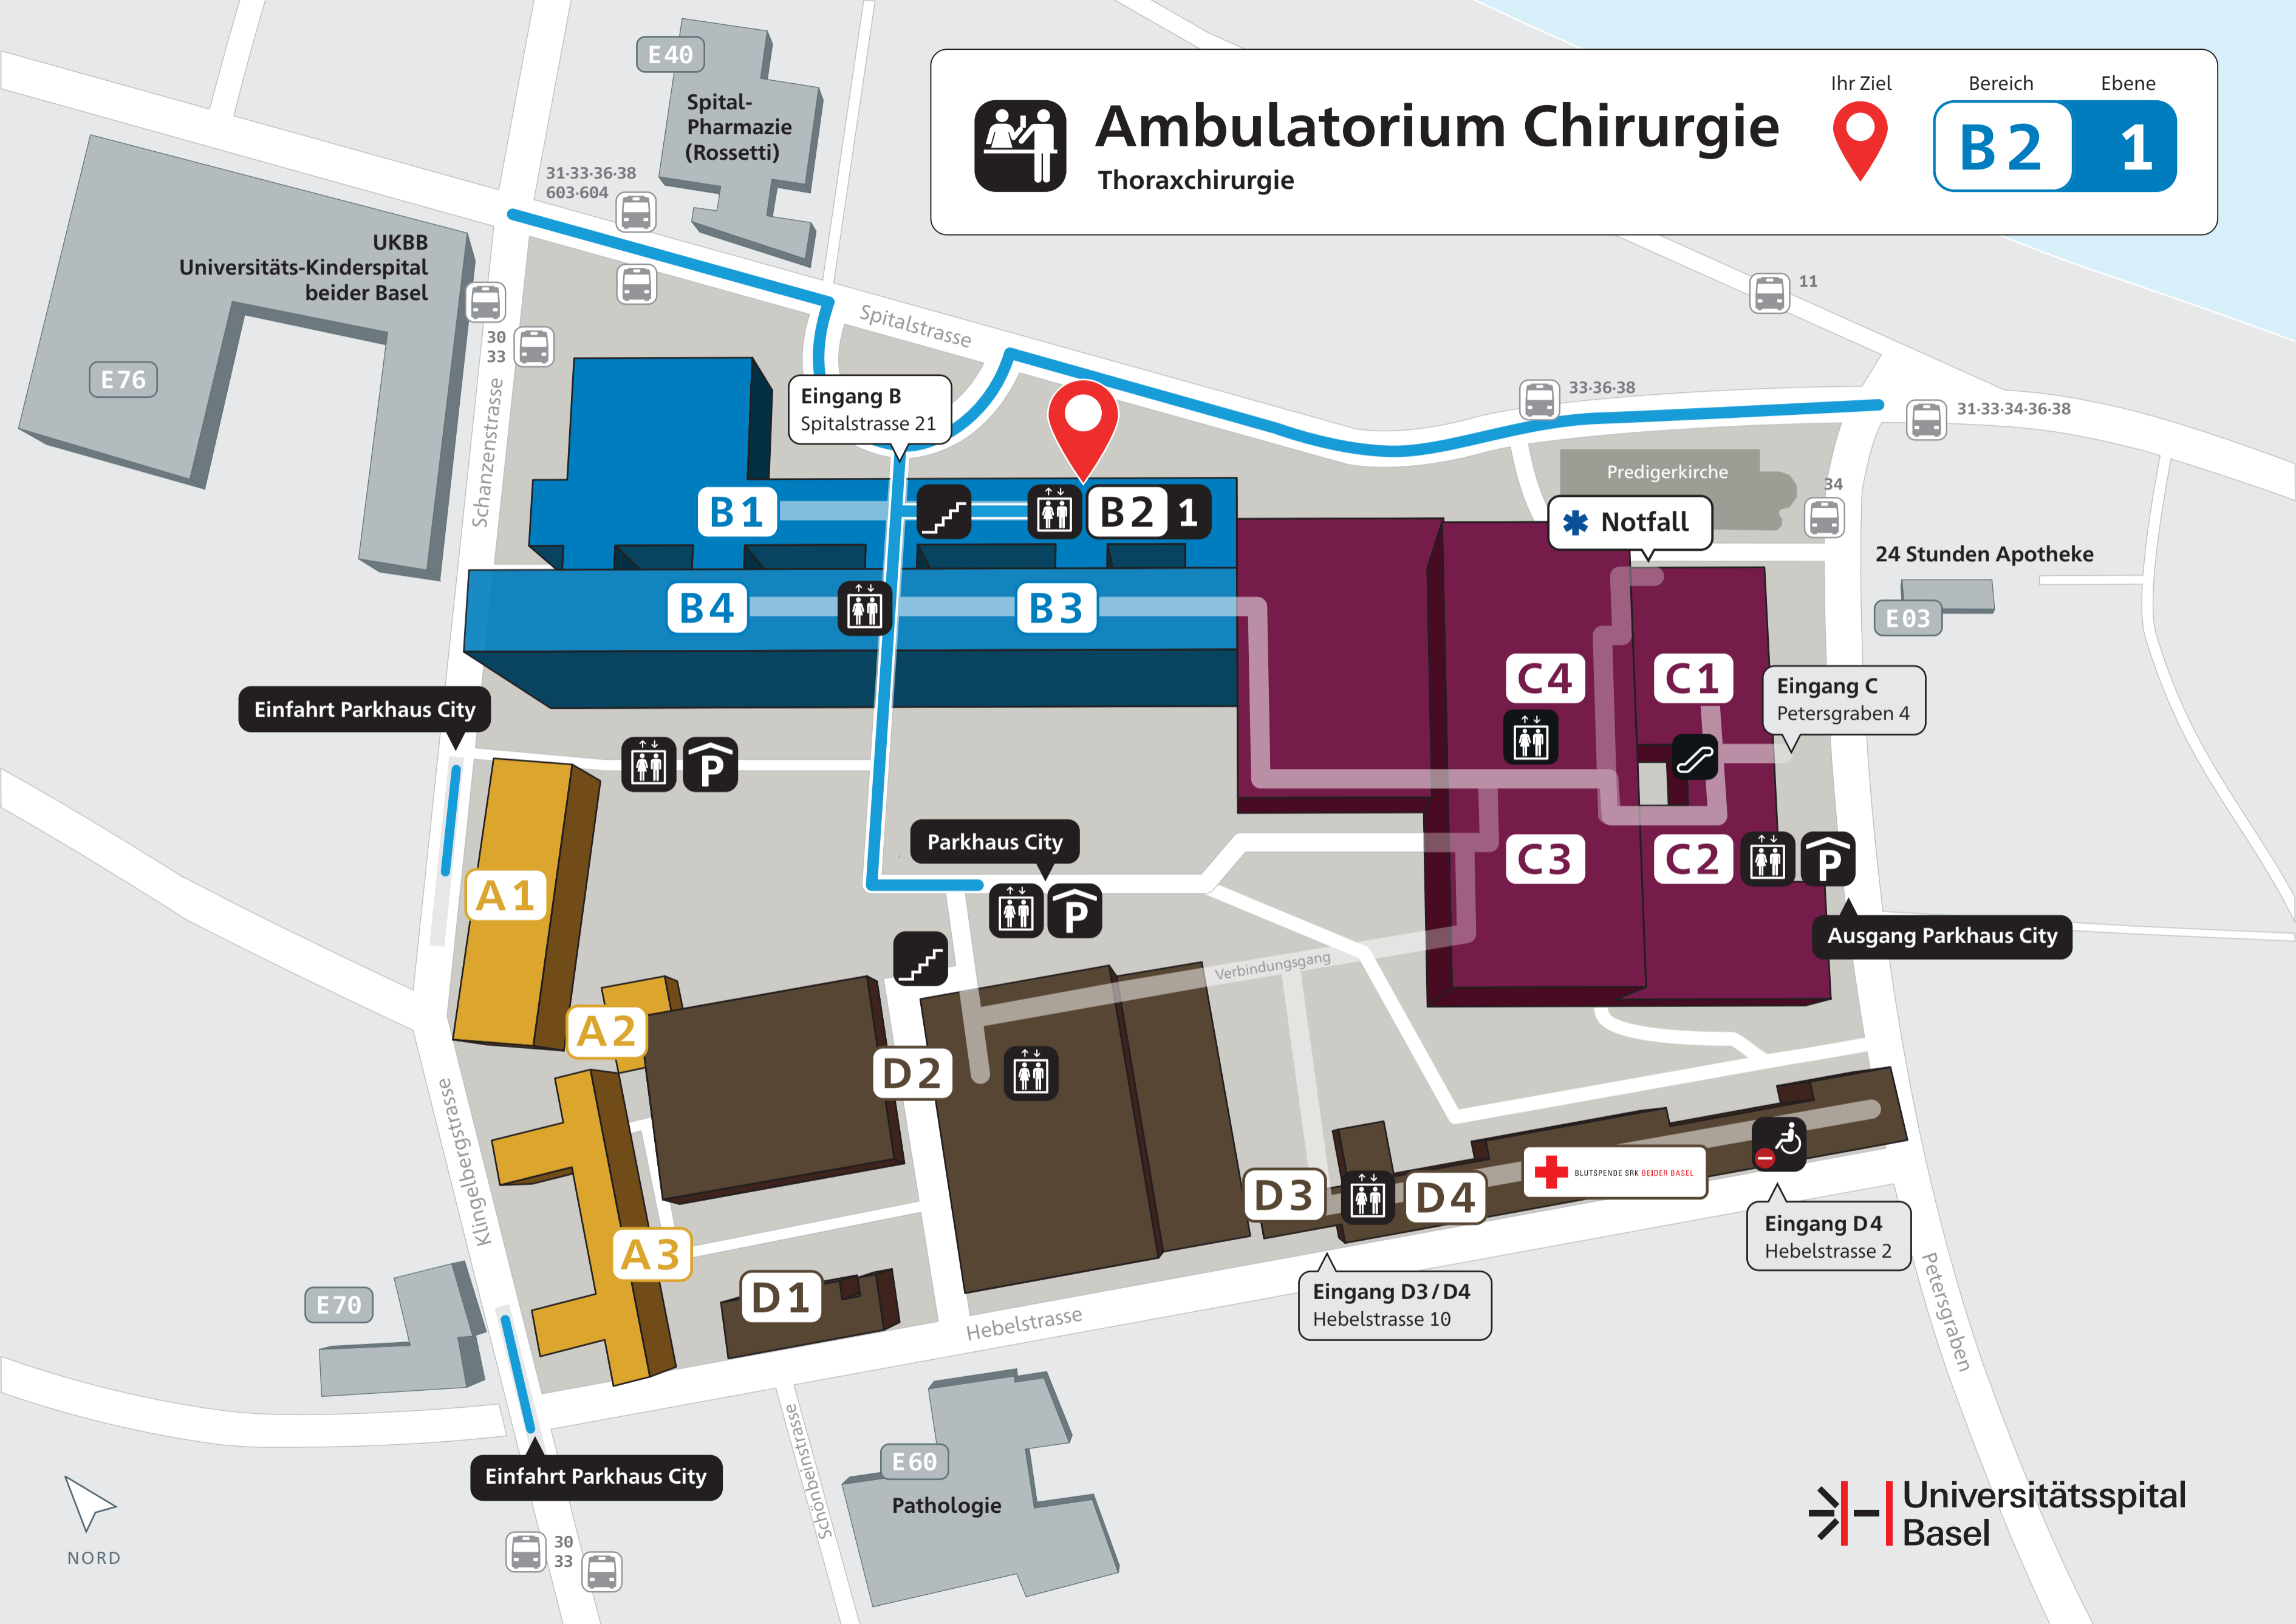 E40
Spital-
Pharmazie
(Rossetti)
Ambulatorium Chirurgie
Thoraxchirurgie
Ihr Ziel
Bereich
Ebene
B2
1
31·33·36·38
603·604
UKBB
Universitäts-Kinderspital
beider Basel
E76
30
33
Schanzenstrasse
Spitalstrasse
11
33·36·38
31·33·34·36·38
Eingang B
Spitalstrasse 21
Predigerkirche
34
Notfall
B1
B2
1
24 Stunden Apotheke
E03
B4
B3
C4
C1
Eingang C
Petersgraben 4
Einfahrt Parkhaus City
P
Parkhaus City
C3
C2
P
A1
P
Ausgang Parkhaus City
Verbindungsgang
A2
D2
Klingelbergstrasse
BLUTSPENDE SRK BEIDER BASEL
D3
D4
Eingang D4
Hebelstrasse 2
A3
D1
E70
Eingang D3/D4
Hebelstrasse 10
Hebelstrasse
Petersgraben
Schönbeinstrasse
E60
Pathologie
Einfahrt Parkhaus City
30
33
NORD
Universitätsspital
Basel